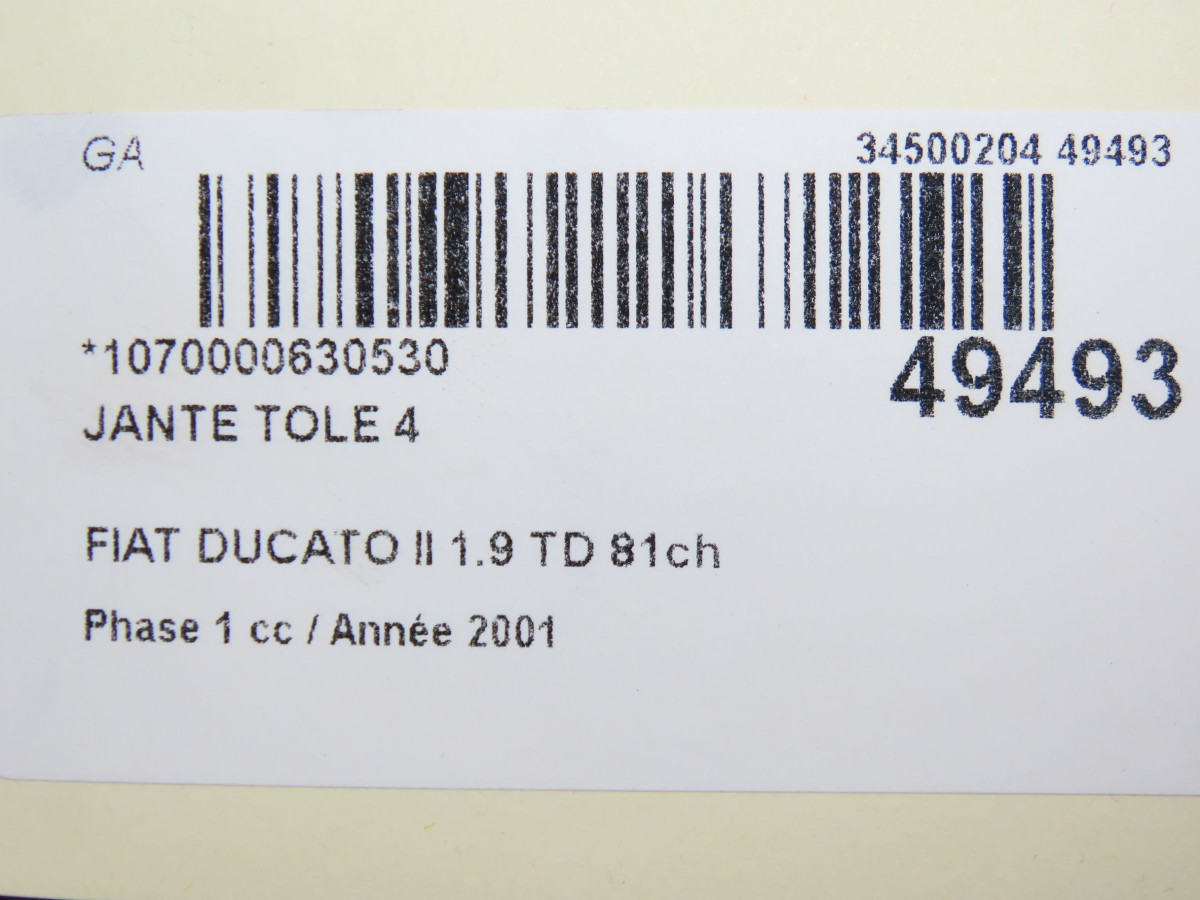 GA
34500204 49493
*1070000630530
49493
JANTE TOLE 4
FIAT DUCATO II 1.9 TD 81ch
Phase 1 cc / Année 2001